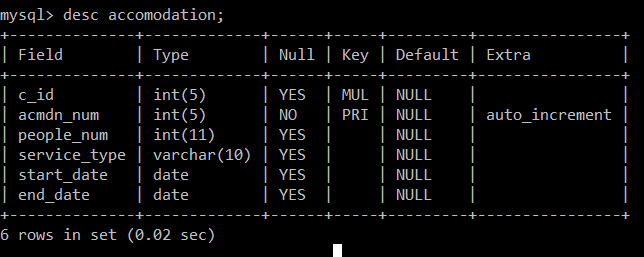 mysql> desc accomodation;
+--------------+-------------+------+-----+---------+----------------+
| Field        | Type        | Null | Key | Default | Extra          |
+--------------+-------------+------+-----+---------+----------------+
| c_id         | int(5)      | YES  | MUL | NULL    |                |
| acmdn_num    | int(5)      | NO   | PRI | NULL    | auto_increment |
| people_num   | int(11)     | YES  |     | NULL    |                |
| service_type | varchar(10) | YES  |     | NULL    |                |
| start_date   | date        | YES  |     | NULL    |                |
| end_date     | date        | YES  |     | NULL    |                |
+--------------+-------------+------+-----+---------+----------------+
6 rows in set (0.02 sec)